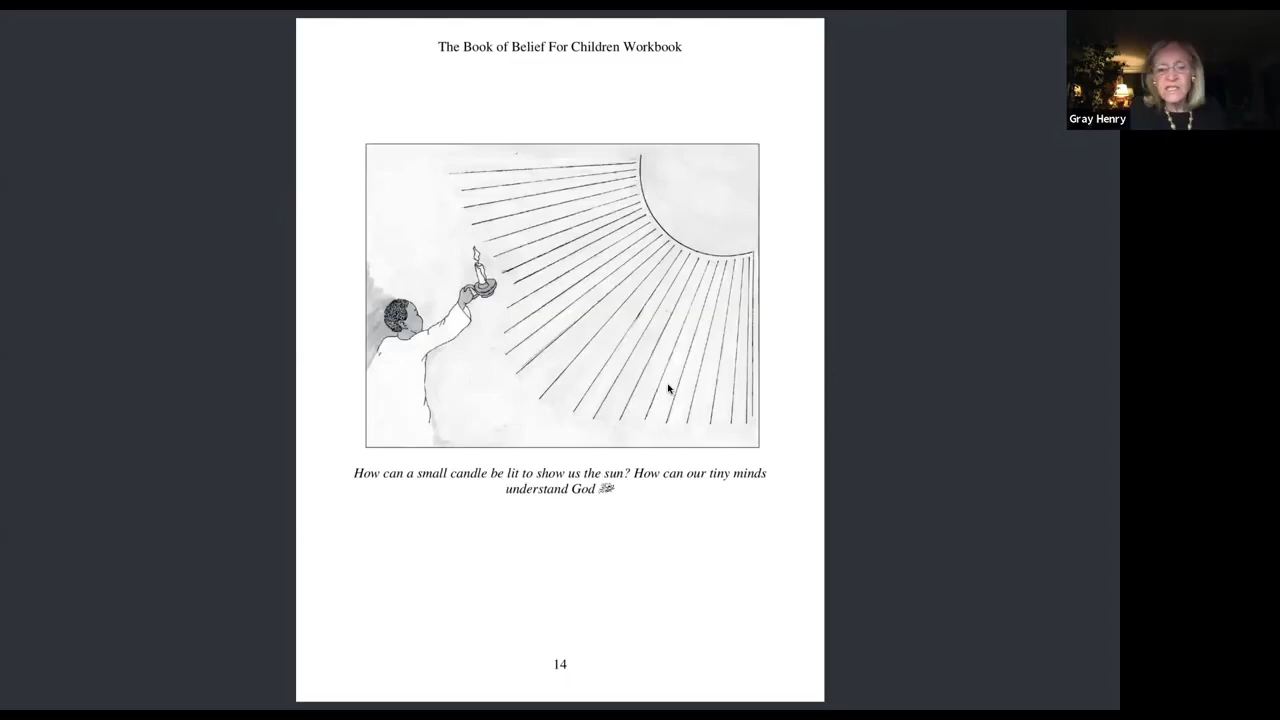 The Book of Belief For Children Workbook
Gray Henry
How can a small candle be lit to show us the sun? How can our tiny minds
understand God
14